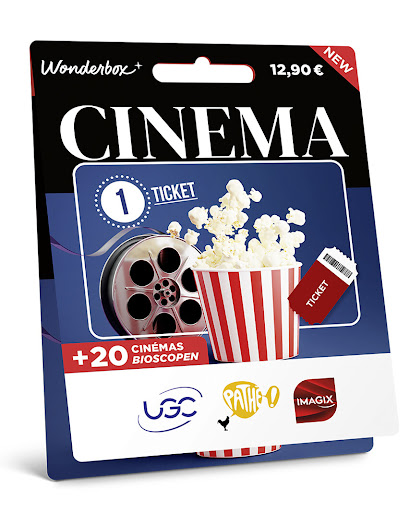 Wonderbox
12,90 €
NEW
CINEMA
1 TICKET
TICKET
+20 CINÉMAS
BIOSCOPEN
UGC
PATHÉ!
IMAGIX